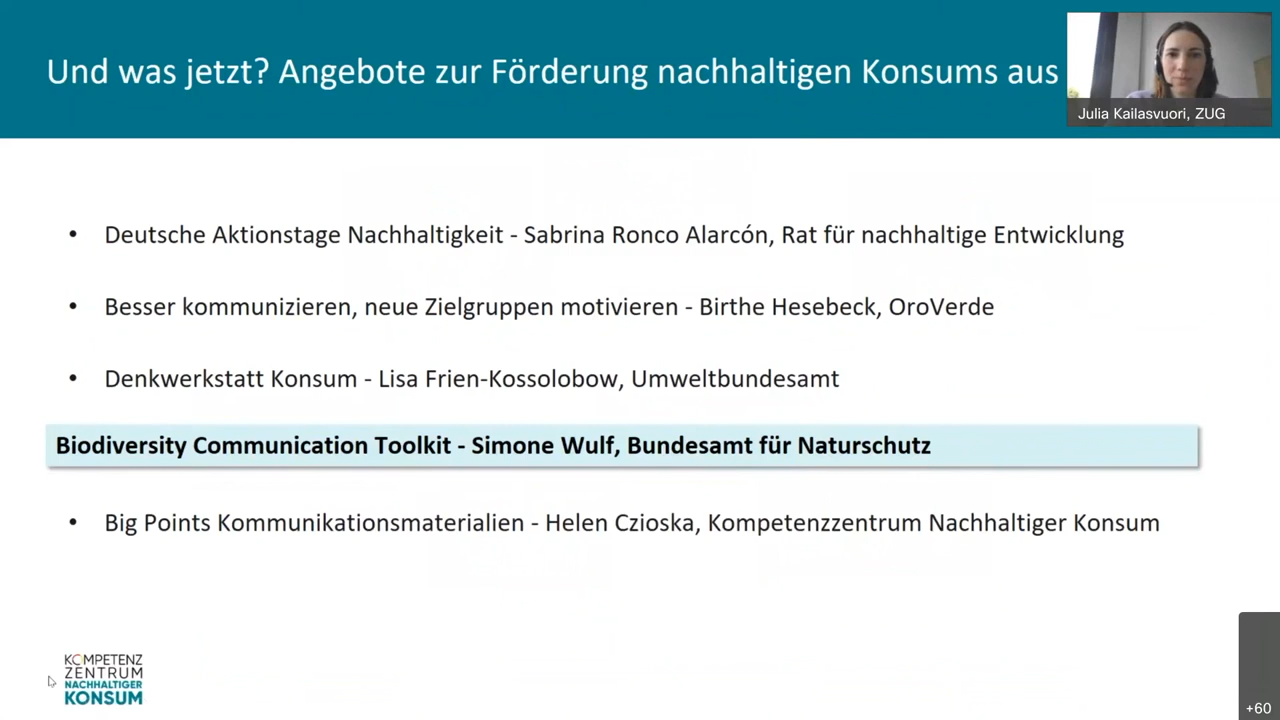 Und was jetzt? Angebote zur Förderung nachhaltigen Konsums aus
Julia Kailasvuori, ZUG
• Deutsche Aktionstage Nachhaltigkeit - Sabrina Ronco Alarcón, Rat für nachhaltige Entwicklung
• Besser kommunizieren, neue Zielgruppen motivieren - Birthe Hesebeck, OroVerde
• Denkwerkstatt Konsum - Lisa Frien-Kossolobow, Umweltbundesamt
Biodiversity Communication Toolkit - Simone Wulf, Bundesamt für Naturschutz
• Big Points Kommunikationsmaterialien - Helen Czioska, Kompetenzzentrum Nachhaltiger Konsum
KOMPETENZ
ZENTRUM
NACHHALTIGER
KONSUM
+60